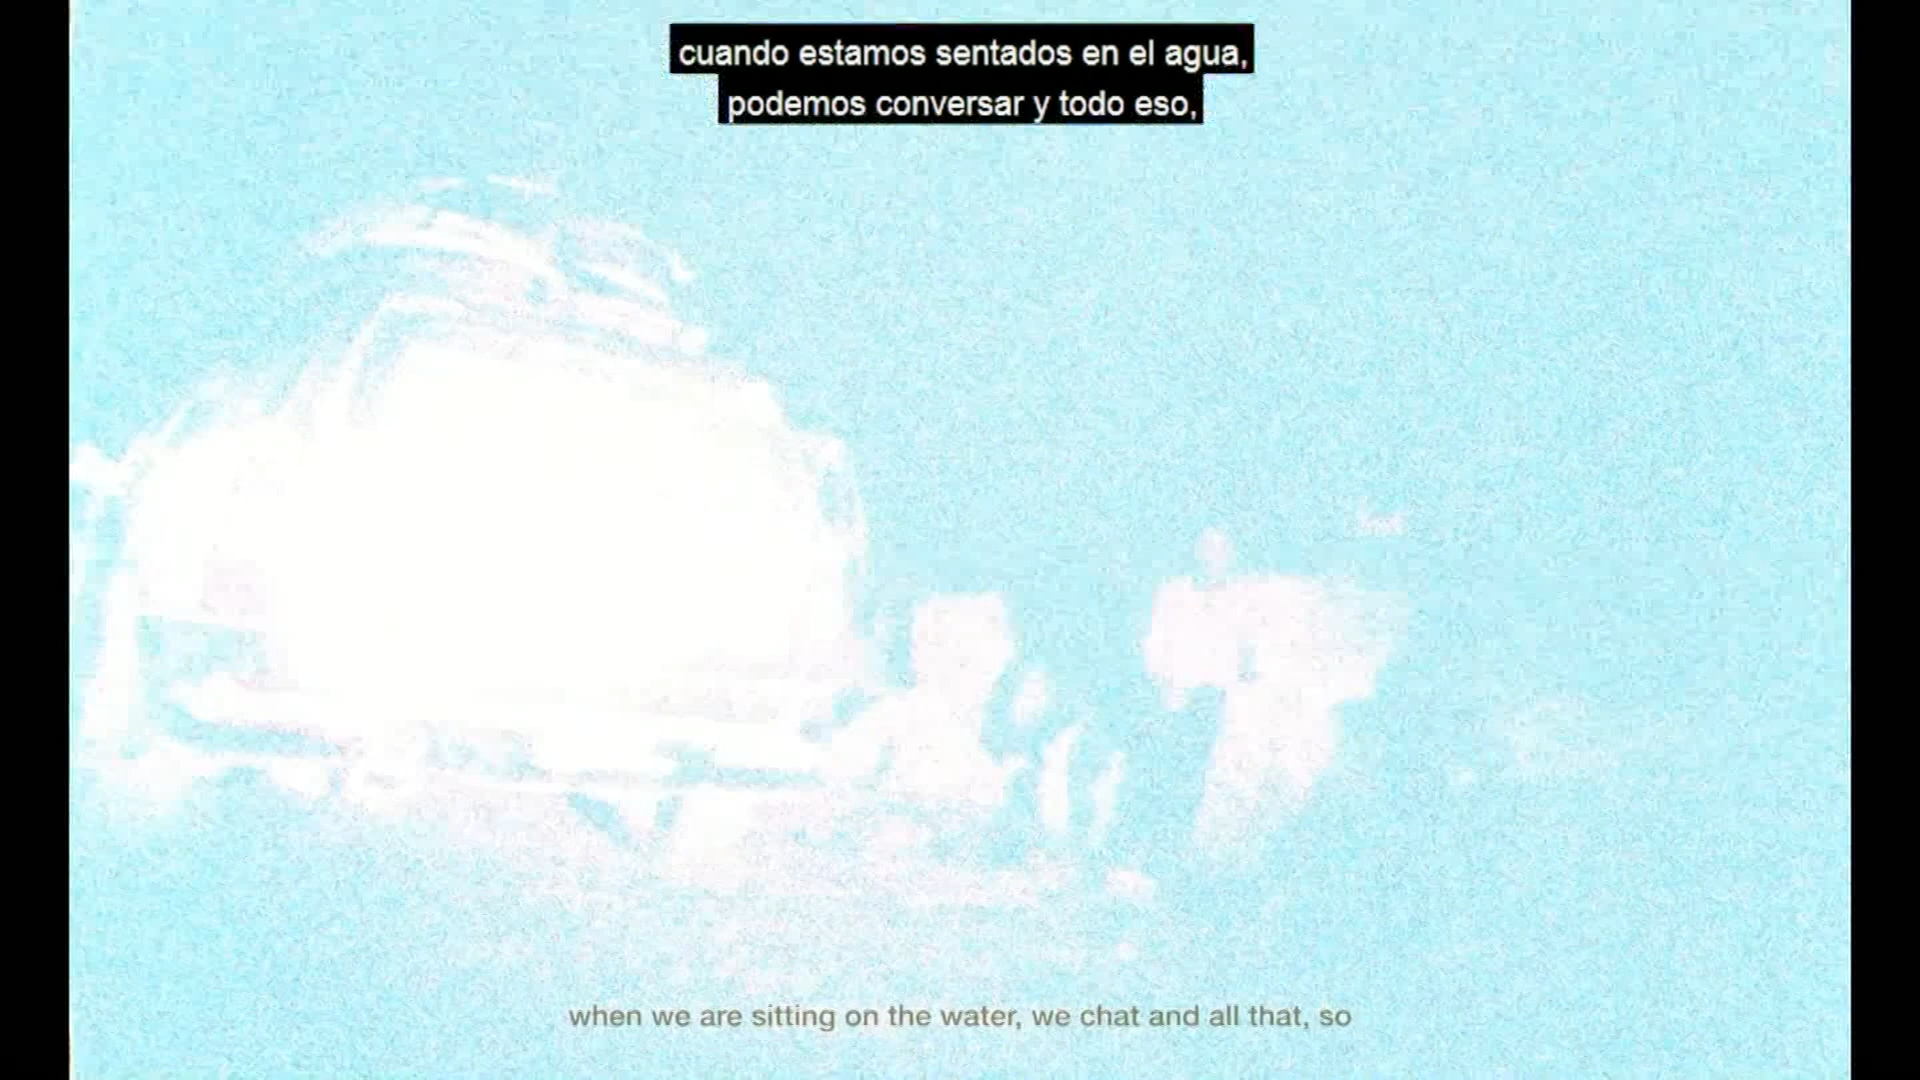 cuando estamos sentados en el agua,
podemos conversar y todo eso,
when we are sitting on the water, we chat and all that, so